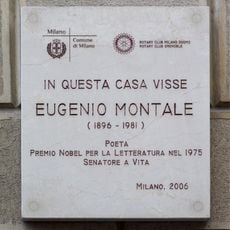 Milano
Comune
di Milano
ROTARY CLUB MILANO DUOMO
ROTARY CLUB GRENOBLE
IN QUESTA CASA VISSE
EUGENIO MONTALE
( 1896 - 1981 )
POETA
PREMIO NOBEL PER LA LETTERATURA NEL 1975
SENATORE A VITA
MILANO, 2006